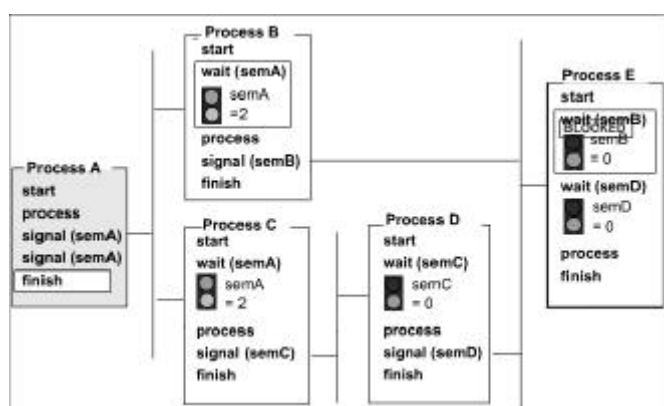 Process A
start
process
signal (semA)
signal (semA)
finish
Process B
start
wait (semA)
semA
=2
process
signal (semB)
finish
Process C
start
wait (semA)
semA
=2
process
signal (semC)
finish
Process D
start
wait (semC)
semC
=0
process
signal (semD)
finish
Process E
start
wait (semB)
BLOCKED
semB
=0
wait (semD)
semD
=0
process
finish